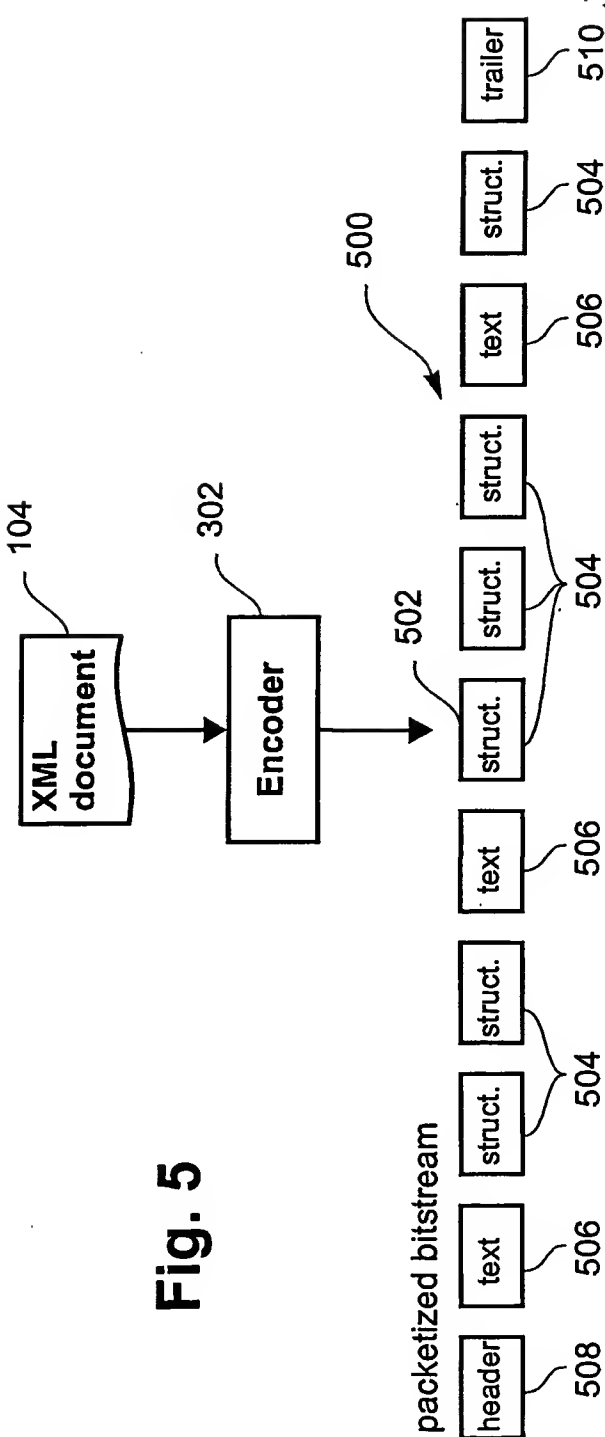 Fig. 5
XML
document
104
Encoder
302
500
502
packetized bitstream
header
text
struct.
struct.
text
struct.
struct.
struct.
text
struct.
trailer
508
506
504
506
504
506
504
510